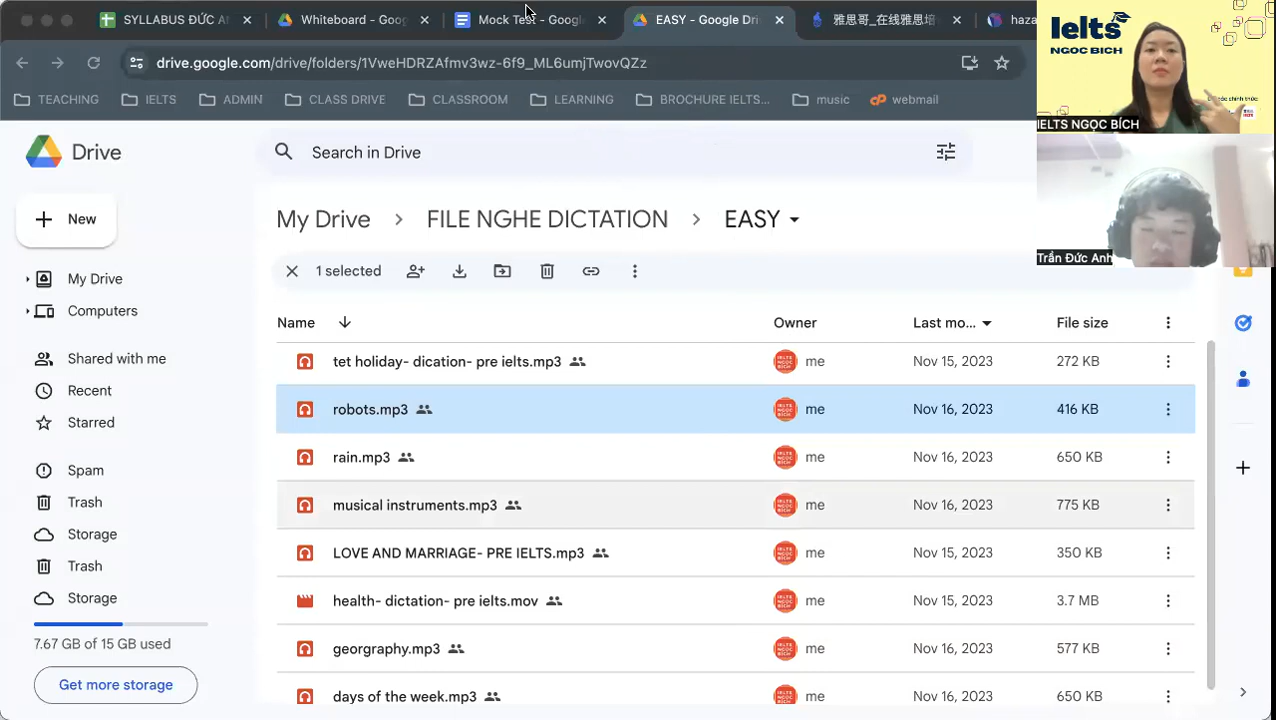 SYLLABUS ĐỨC A
Whiteboard - Goog
Mock Test - Google
EASY - Google Driv
雅思哥_在线雅思培
haza
drive.google.com/drive/folders/1VweHDRZAfmv3wz-6f9_ML6umjTwovQZz
TEACHING
IELTS
ADMIN
CLASS DRIVE
CLASSROOM
LEARNING
BROCHURE IELTS...
music
webmail
Ielts
NGOC BICH
IELTS NGỌC BÍCH
Trần Đức Anh
Drive
Search in Drive
New
My Drive
Computers
Shared with me
Recent
Starred
Spam
Trash
Storage
Trash
Storage
7.67 GB of 15 GB used
Get more storage
My Drive > FILE NGHE DICTATION > EASY
1 selected
Name Owner Last mo... File size
tet holiday- dication- pre ielts.mp3 me Nov 15, 2023 272 KB
robots.mp3 me Nov 16, 2023 416 KB
rain.mp3 me Nov 16, 2023 650 KB
musical instruments.mp3 me Nov 16, 2023 775 KB
LOVE AND MARRIAGE- PRE IELTS.mp3 me Nov 15, 2023 350 KB
health- dictation- pre ielts.mov me Nov 15, 2023 3.7 MB
georgraphy.mp3 me Nov 16, 2023 577 KB
days of the week.mp3 me Nov 16, 2023 650 KB